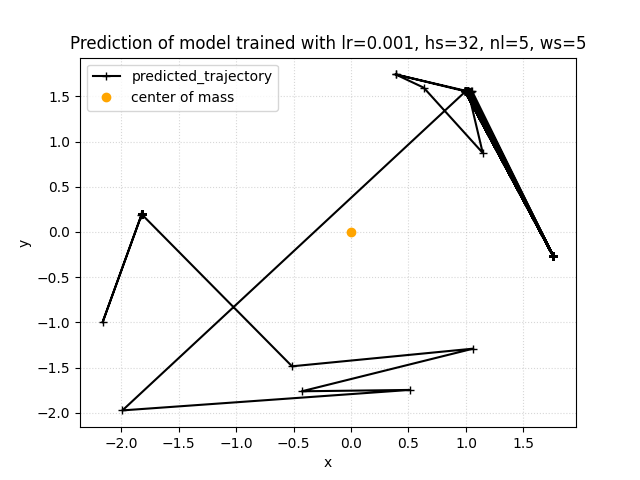 Prediction of model trained with lr=0.001, hs=32, nl=5, ws=5
predicted_trajectory
center of mass
1.5
1.0
0.5
0.0
−0.5
−1.0
−1.5
−2.0
y
−2.0 −1.5 −1.0 −0.5 0.0 0.5 1.0 1.5
x